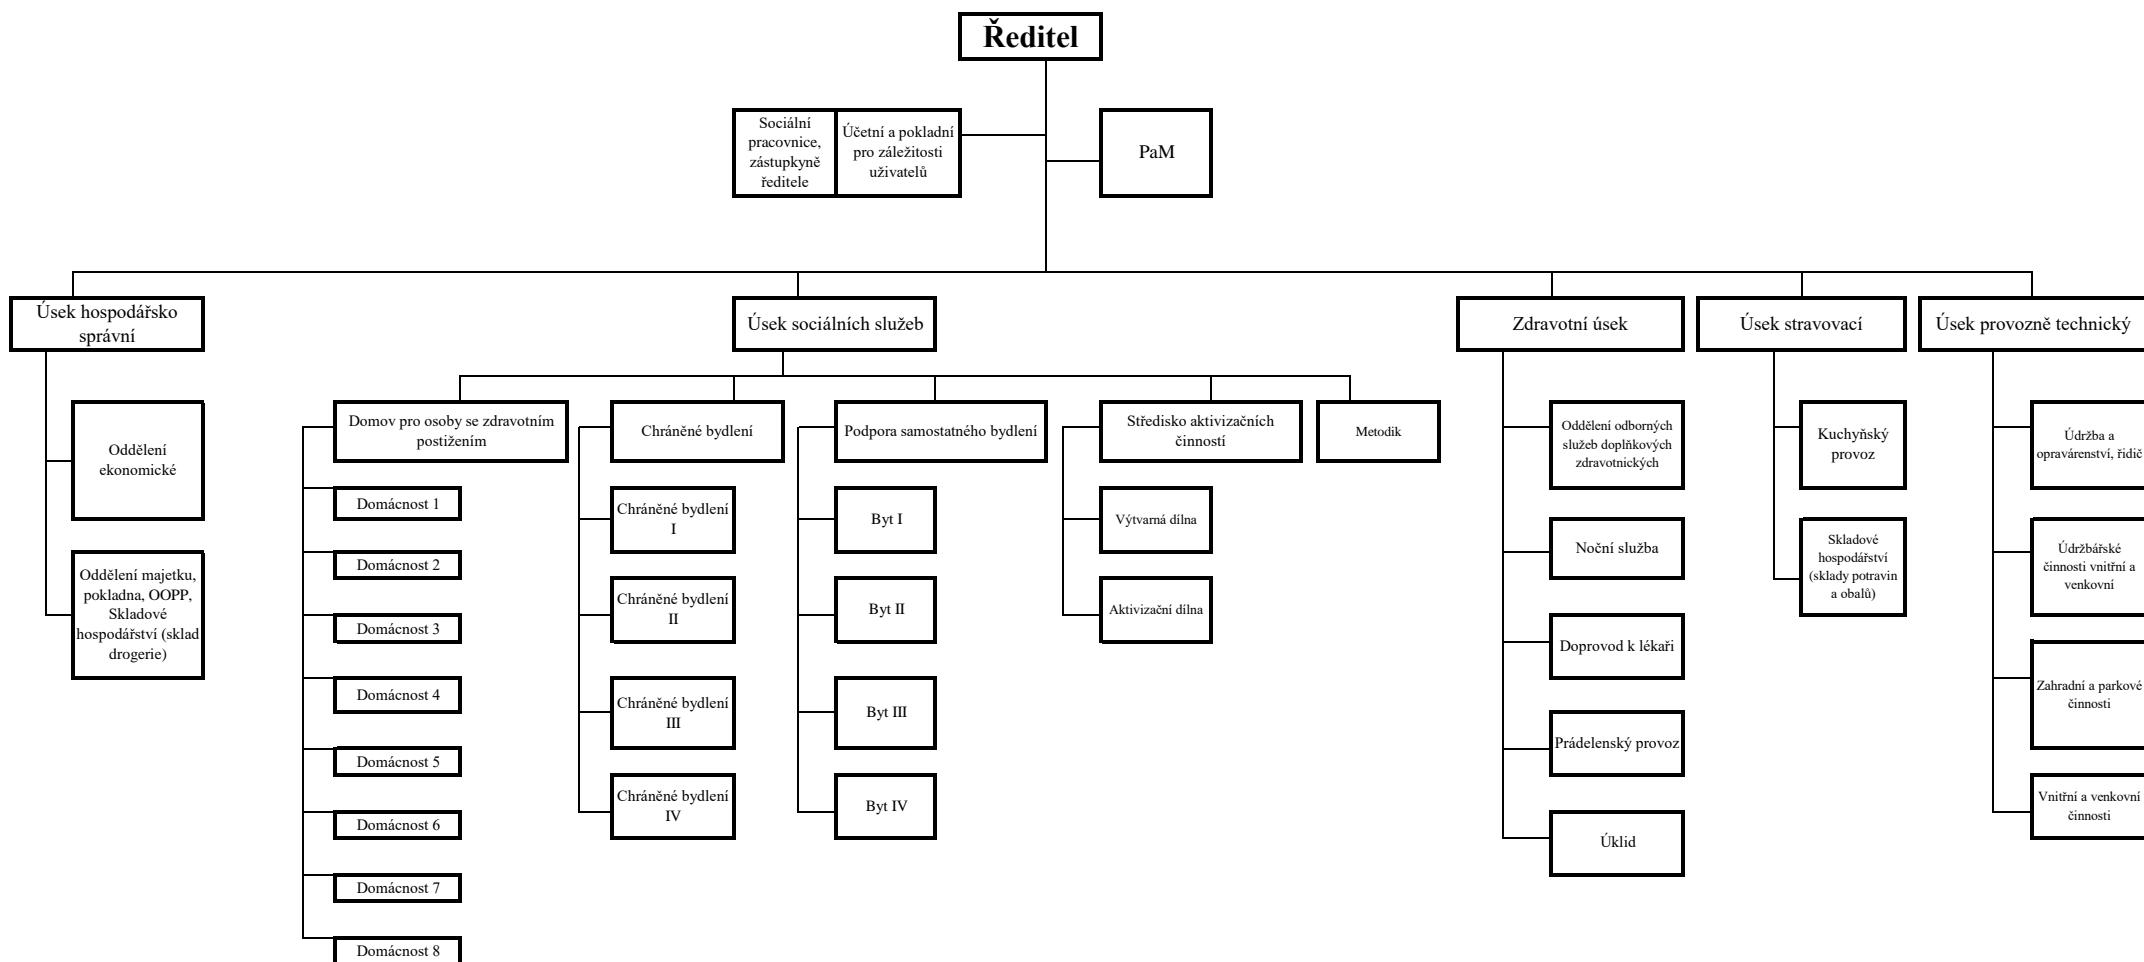 Ředitel
Sociální
pracovnice,
zástupkyně
ředitele
Účetní a pokladní
pro záležitosti
uživatelů
PaM
Úsek hospodářsko
správní
Úsek sociálních služeb
Zdravotní úsek
Úsek stravovací
Úsek provozně technický
Oddělení
ekonomické
Oddělení majetku,
pokladna, OOPP,
Skladové
hospodářství (sklad
drogerie)
Domov pro osoby se zdravotním
postižením
Domácnost 1
Domácnost 2
Domácnost 3
Domácnost 4
Domácnost 5
Domácnost 6
Domácnost 7
Domácnost 8
Chráněné bydlení
Chráněné bydlení
I
Chráněné bydlení
II
Chráněné bydlení
III
Chráněné bydlení
IV
Podpora samostatného bydlení
Byt I
Byt II
Byt III
Byt IV
Středisko aktivizačních
činností
Výtvarná dílna
Aktivizační dílna
Metodik
Oddělení odborných
služeb doplňkových
zdravotnických
Noční služba
Doprovod k lékaři
Prádelenský provoz
Úklid
Kuchyňský
provoz
Skladové
hospodářství
(sklady potravin
a obalů)
Údržba a
opravárenství, řidič
Údržbářské
činnosti vnitřní a
venkovní
Zahradní a parkové
činnosti
Vnitřní a venkovní
činnosti